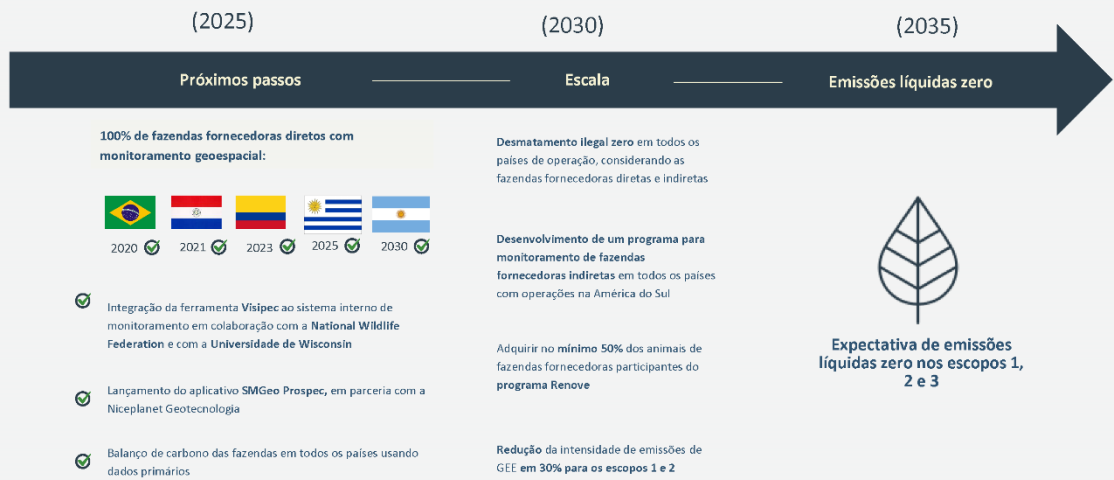 (2025)
(2030)
(2035)
Próximos passos
Escala
Emissões líquidas zero
100% de fazendas fornecedoras diretos com
monitoramento geoespacial:
2020
2021
2023
2025
2030
Integração da ferramenta Visipec ao sistema interno de
monitoramento em colaboração com a National Wildlife
Federation e com a Universidade de Wisconsin
Lançamento do aplicativo SMGeo Prospec, em parceria com a
Niceplanet Geotecnologia
Balanço de carbono das fazendas em todos os países usando
dados primários
Desmatamento ilegal zero em todos os
países de operação, considerando as
fazendas fornecedoras diretas e indiretas
Desenvolvimento de um programa para
monitoramento de fazendas
fornecedoras indiretas em todos os países
com operações na América do Sul
Adquirir no mínimo 50% dos animais de
fazendas fornecedoras participantes do
programa Renove
Redução da intensidade de emissões de
GEE em 30% para os escopos 1 e 2
Expectativa de emissões
líquidas zero nos escopos 1,
2 e 3